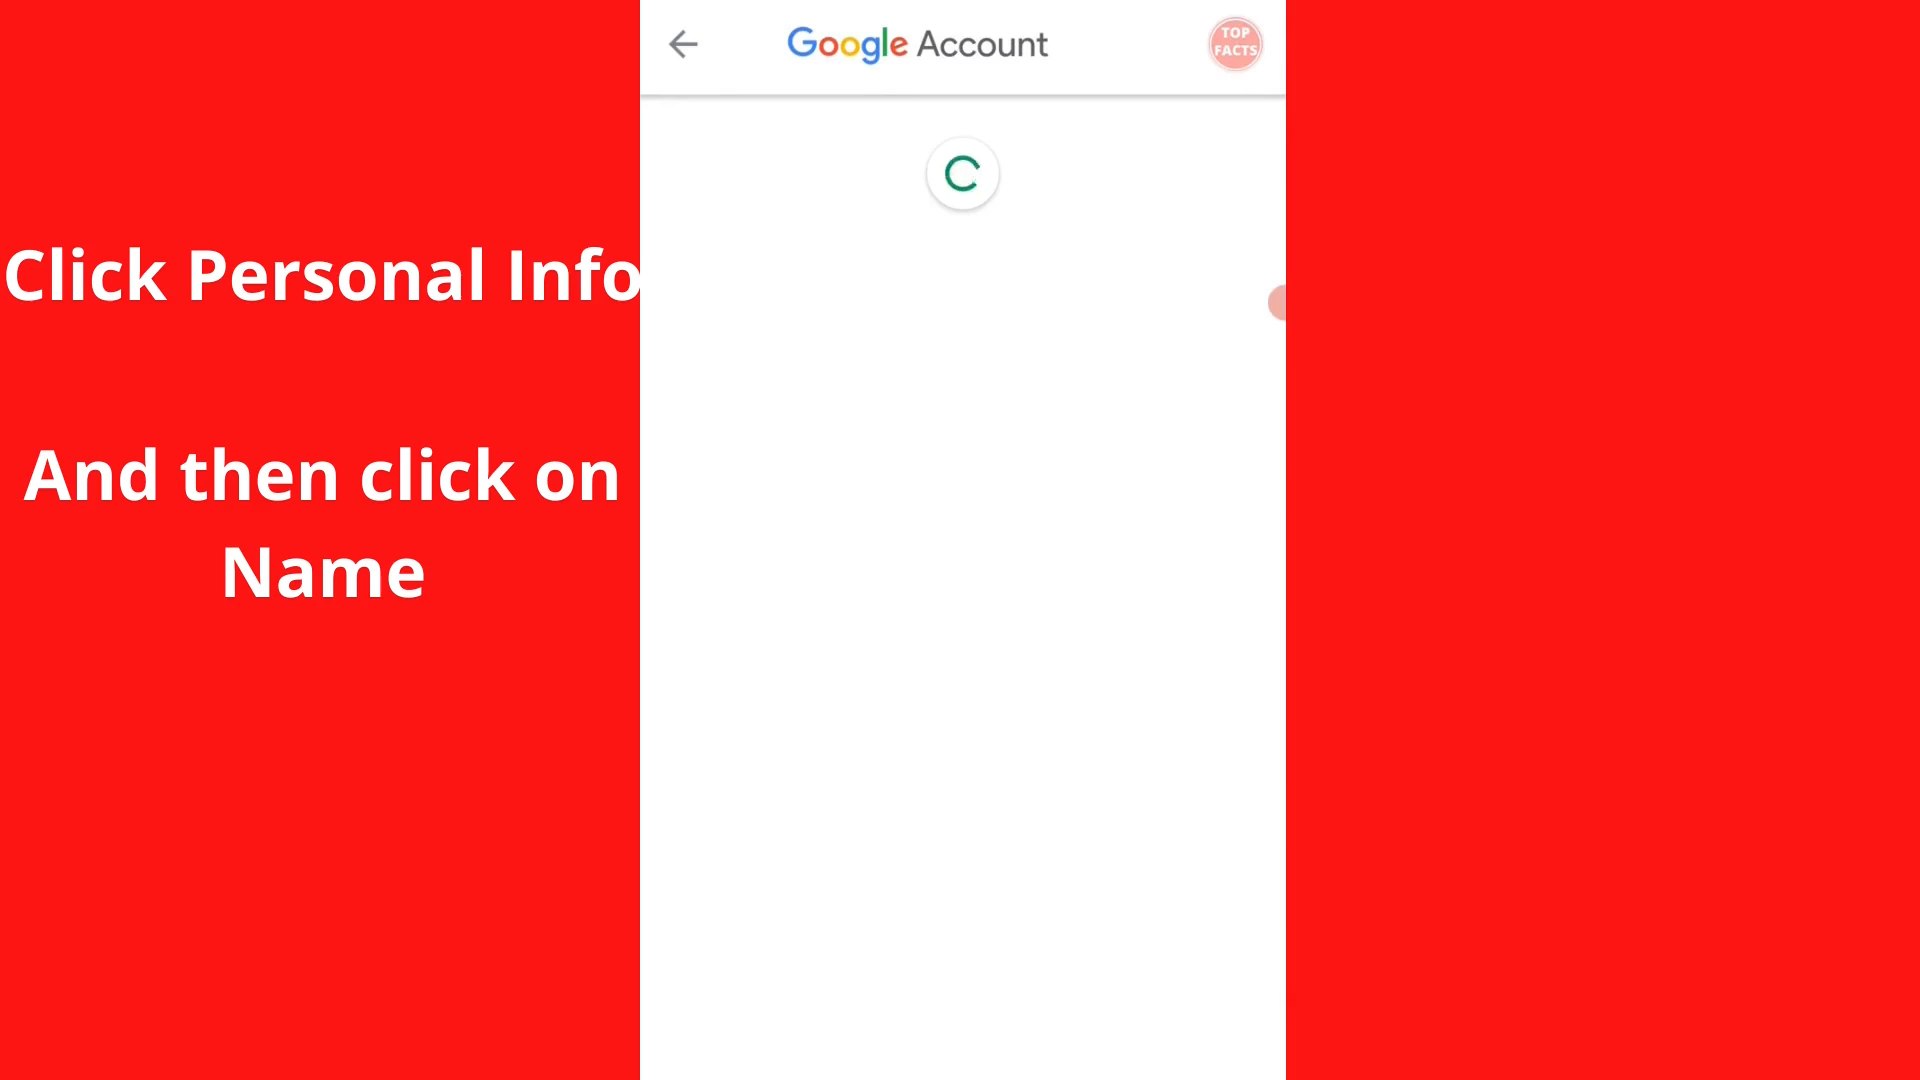 Google Account
TOP
FACTS
Click Personal Info
And then click on
Name